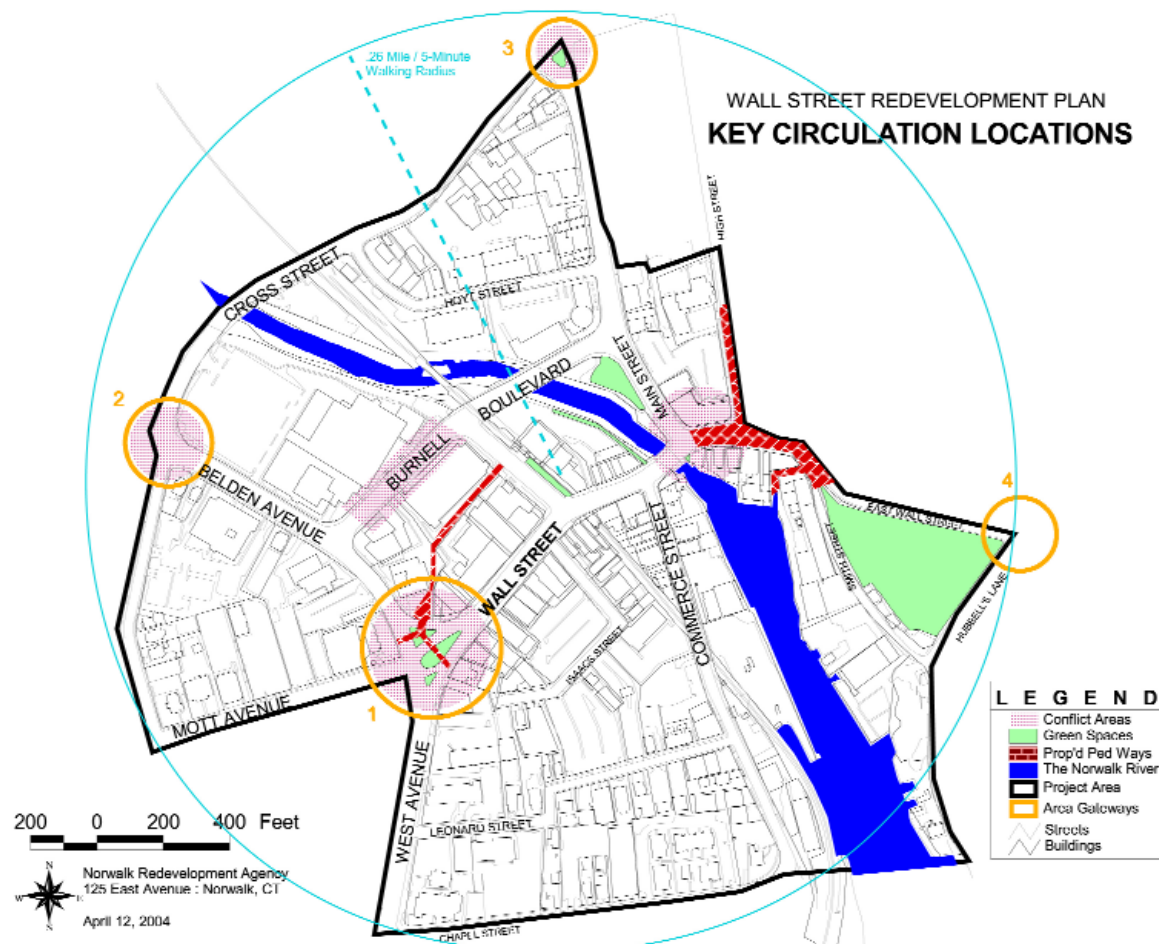 3
.26 Mile / 5-Minute
Walking Radius
WALL STREET REDEVELOPMENT PLAN
KEY CIRCULATION LOCATIONS
HIGH STREET
CROSS STREET
HOYT STREET
MAIN STREET
BOULEVARD
2
BURNELL
BELDEN AVENUE
4
EAST WALL STREET
WALL STREET
COMMERCE STREET
SMITH STREET
HUBBELL'S LANE
ISAACS STREET
1
MOTT AVENUE
WEST AVENUE
LEONARD STREET
CHAPEL STREET
LEGEND
Conflict Areas
Green Spaces
Prop'd Ped Ways
The Norwalk River
Project Area
Area Gateways
Streets
Buildings
200 0 200 400 Feet
N
W E
S
Norwalk Redevelopment Agency
125 East Avenue : Norwalk, CT
April 12, 2004